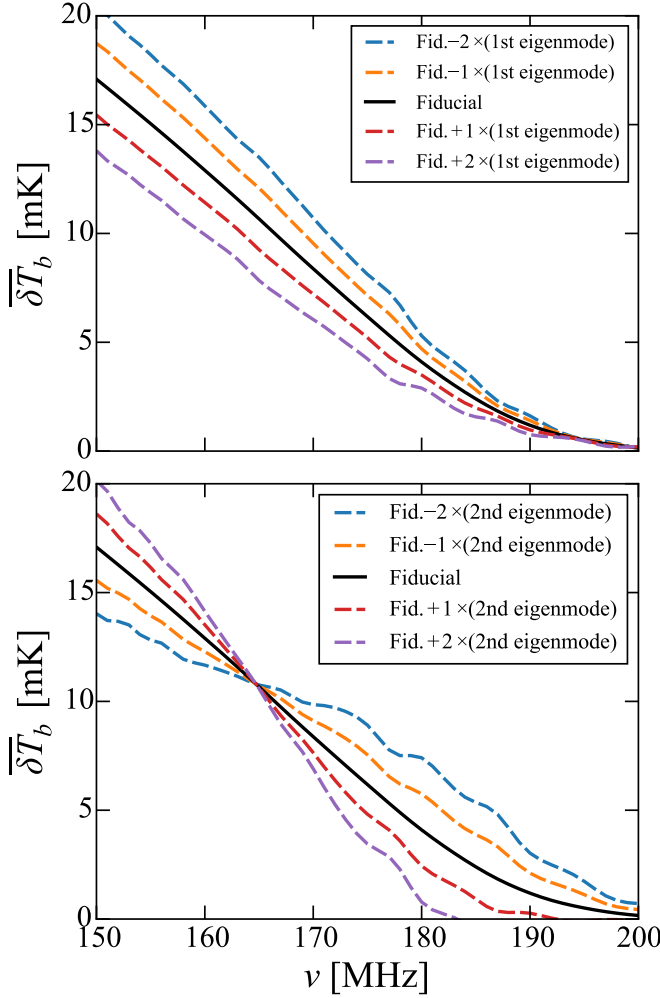 20
15
10
5
0
δT_b [mK]
Fid.−2×(1st eigenmode)
Fid.−1×(1st eigenmode)
Fiducial
Fid.+1×(1st eigenmode)
Fid.+2×(1st eigenmode)
20
15
10
5
0
δT_b [mK]
Fid.−2×(2nd eigenmode)
Fid.−1×(2nd eigenmode)
Fiducial
Fid.+1×(2nd eigenmode)
Fid.+2×(2nd eigenmode)
150 160 170 180 190 200
ν [MHz]